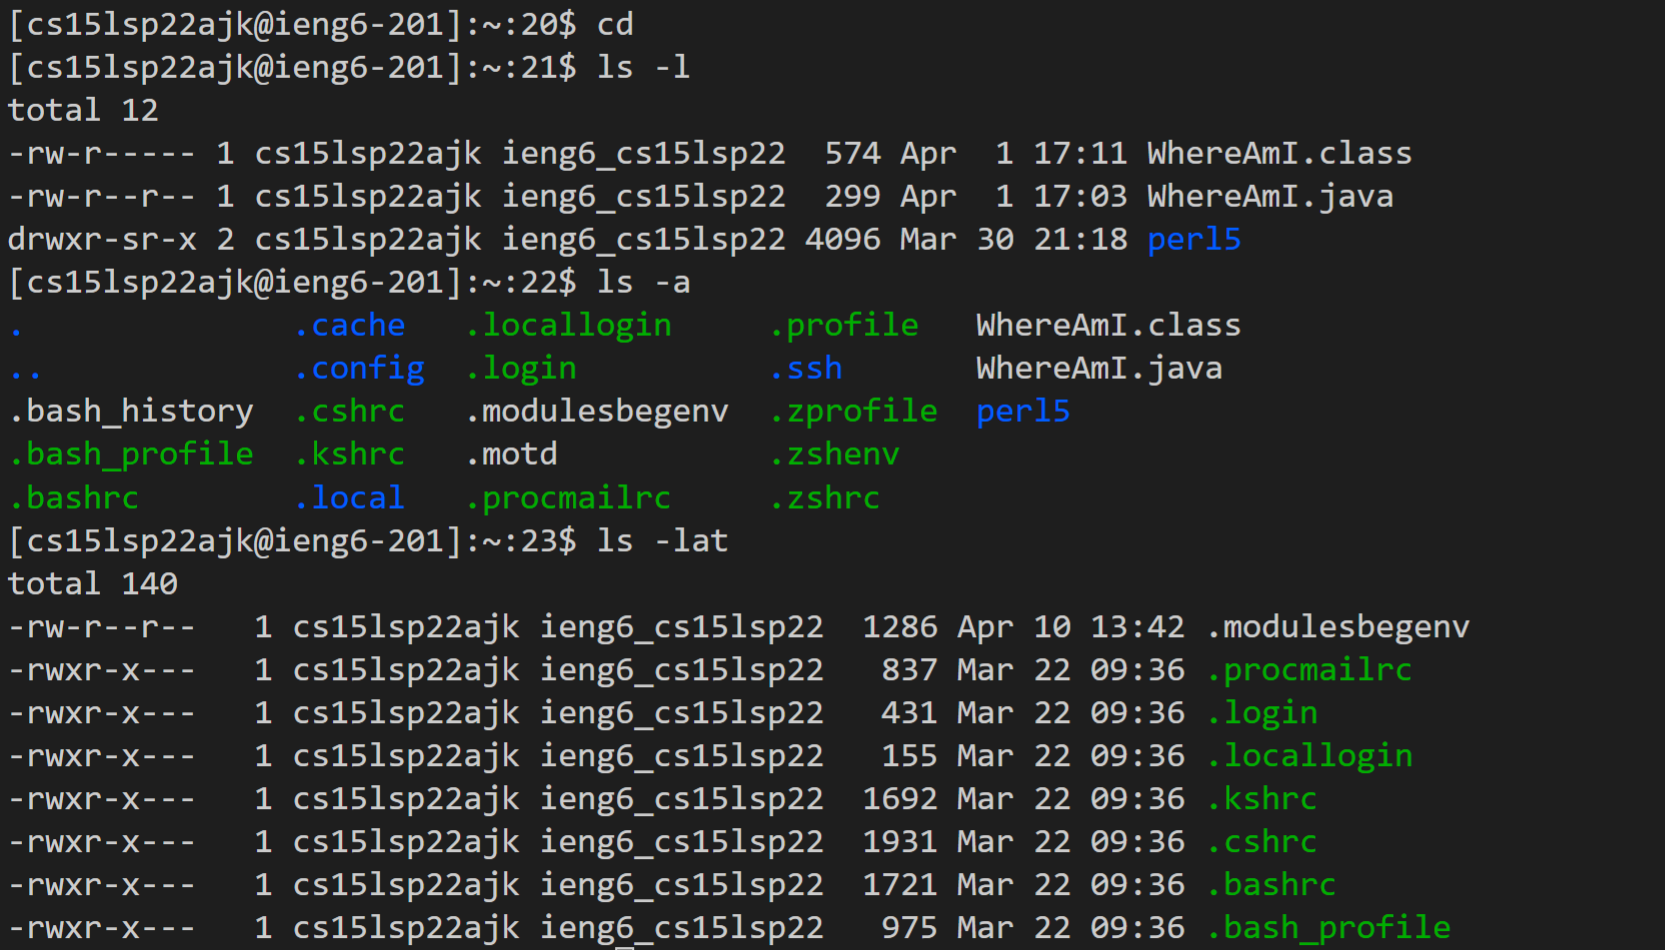 [cs15lsp22ajk@ieng6-201]:~:20$ cd
[cs15lsp22ajk@ieng6-201]:~:21$ ls -l
total 12
-rw-r----- 1 cs15lsp22ajk ieng6_cs15lsp22  574 Apr  1 17:11 WhereAmI.class
-rw-r--r-- 1 cs15lsp22ajk ieng6_cs15lsp22  299 Apr  1 17:03 WhereAmI.java
drwxr-sr-x 2 cs15lsp22ajk ieng6_cs15lsp22 4096 Mar 30 21:18 perl5
[cs15lsp22ajk@ieng6-201]:~:22$ ls -a
.              .cache   .locallogin     .profile   WhereAmI.class
..             .config  .login          .ssh       WhereAmI.java
.bash_history  .cshrc   .modulesbegenv  .zprofile  perl5
.bash_profile  .kshrc   .motd           .zshenv
.bashrc        .local   .procmailrc     .zshrc
[cs15lsp22ajk@ieng6-201]:~:23$ ls -lat
total 140
-rw-r--r--   1 cs15lsp22ajk ieng6_cs15lsp22  1286 Apr 10 13:42 .modulesbegenv
-rwxr-x---   1 cs15lsp22ajk ieng6_cs15lsp22   837 Mar 22 09:36 .procmailrc
-rwxr-x---   1 cs15lsp22ajk ieng6_cs15lsp22   431 Mar 22 09:36 .login
-rwxr-x---   1 cs15lsp22ajk ieng6_cs15lsp22   155 Mar 22 09:36 .locallogin
-rwxr-x---   1 cs15lsp22ajk ieng6_cs15lsp22  1692 Mar 22 09:36 .kshrc
-rwxr-x---   1 cs15lsp22ajk ieng6_cs15lsp22  1931 Mar 22 09:36 .cshrc
-rwxr-x---   1 cs15lsp22ajk ieng6_cs15lsp22  1721 Mar 22 09:36 .bashrc
-rwxr-x---   1 cs15lsp22ajk ieng6_cs15lsp22   975 Mar 22 09:36 .bash_profile